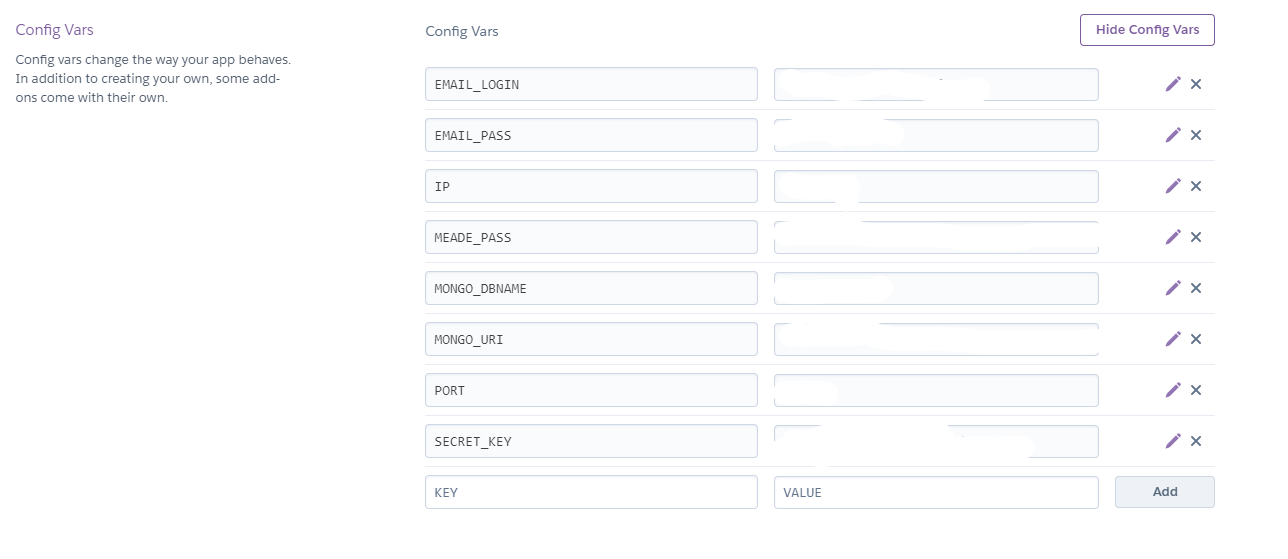 Config Vars
Config vars change the way your app behaves.
In addition to creating your own, some add-
ons come with their own.
Config Vars
Hide Config Vars
EMAIL_LOGIN
EMAIL_PASS
IP
MEADE_PASS
MONGO_DBNAME
MONGO_URI
PORT
SECRET_KEY
KEY VALUE Add